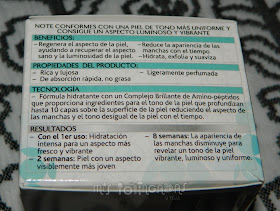 NOTE CONFORMES CON UNA PIEL DE TONO MÁS UNIFORME Y
CONSIGUE UN ASPECTO LUMINOSO Y VIBRANTE
BENEFICIOS:
-Regenera el aspecto de la piel,
ayudando a recuperar el aspecto
sano y la luminosidad de la piel.
-Reduce la apariencia de
las manchas con el tiempo.
- Hidrata, exfolia y suaviza
PROPIEDADES DEL PRODUCTO:
- Rica y lujosa
- De absorción rápida, no grasa
- Ligeramente perfumada
TECNOLOGÍA
- Fórmula hidratante con un Complejo Brillante de Amino-péptidos
que proporciona ingredientes para el tono de la piel que profundizan
hasta 10 capas sobre la superficie de la piel reduciendo el aspecto de
las manchas y el tono desigual de la piel con el tiempo.
RESULTADOS
- Con el 1er uso: Hidratación
intensa para un aspecto más
fresco y vibrante
- 2 semanas: Piel con un aspecto
visiblemente más joven
- 8 semanas: La apariencia de
las manchas disminuye para
revelar un tono de la piel
vibrante, luminoso y uniforme.